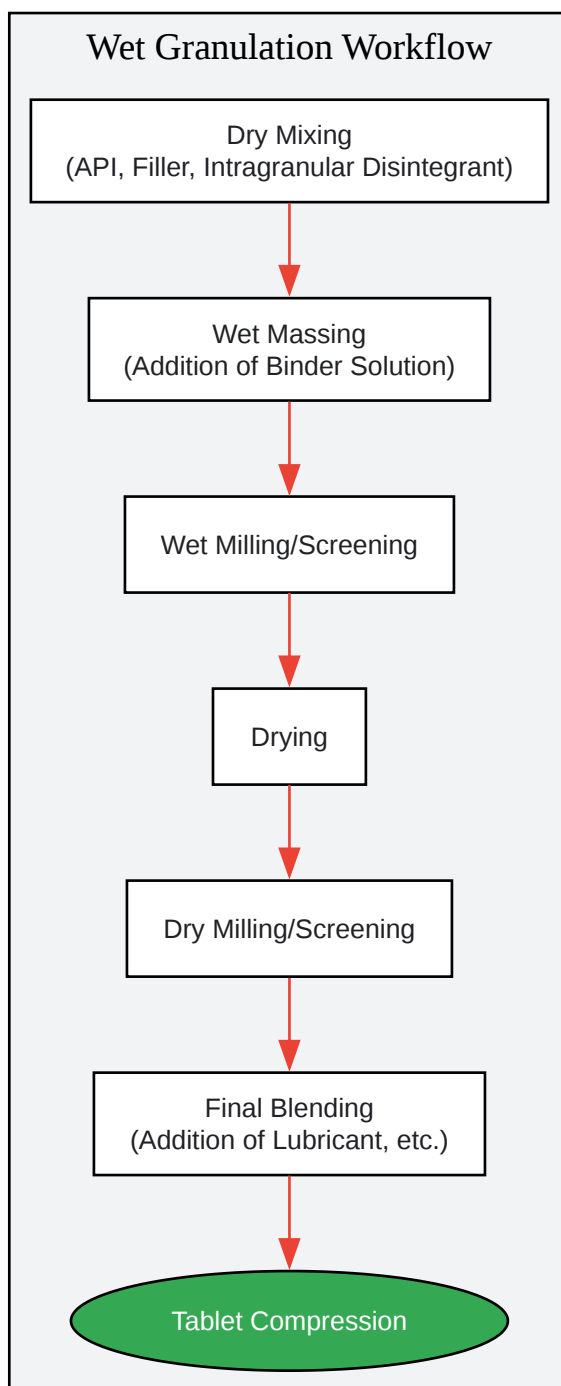 Wet Granulation Workflow
Dry Mixing
(API, Filler, Intragranular Disintegrant)
Wet Massing
(Addition of Binder Solution)
Wet Milling/Screening
Drying
Dry Milling/Screening
Final Blending
(Addition of Lubricant, etc.)
Tablet Compression